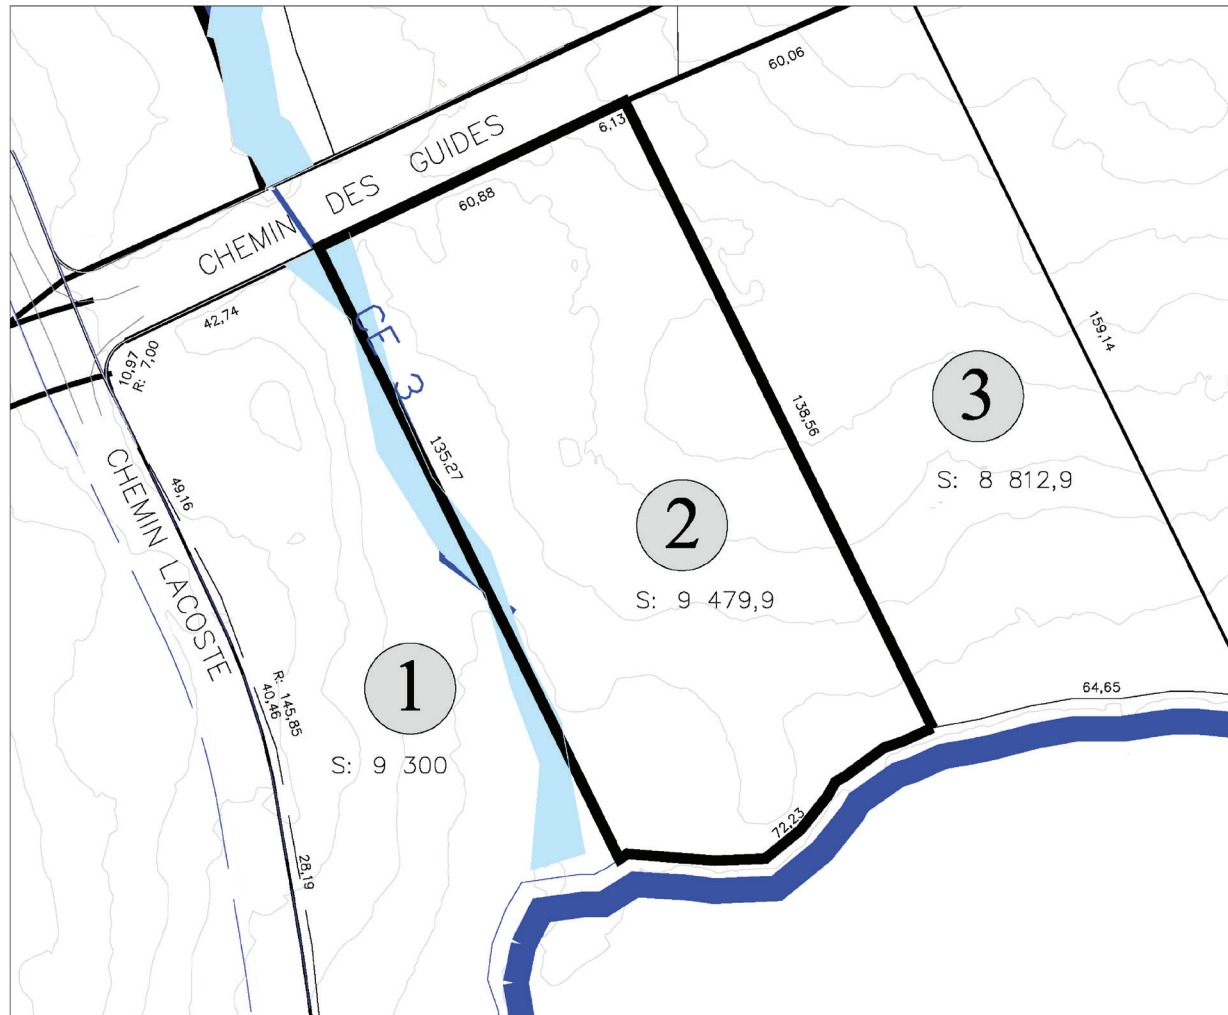 60,06
6,13
CHEMIN DES GUIDES
60,88
42,74
10,97
R: 7,00
CE 3
159,14
138,56
3
S: 8 812,9
135,27
49,16
CHEMIN LACOSTE
2
S: 9 479,9
1
S: 9 300
R: 145,85
40,46
64,65
72,23
28,19